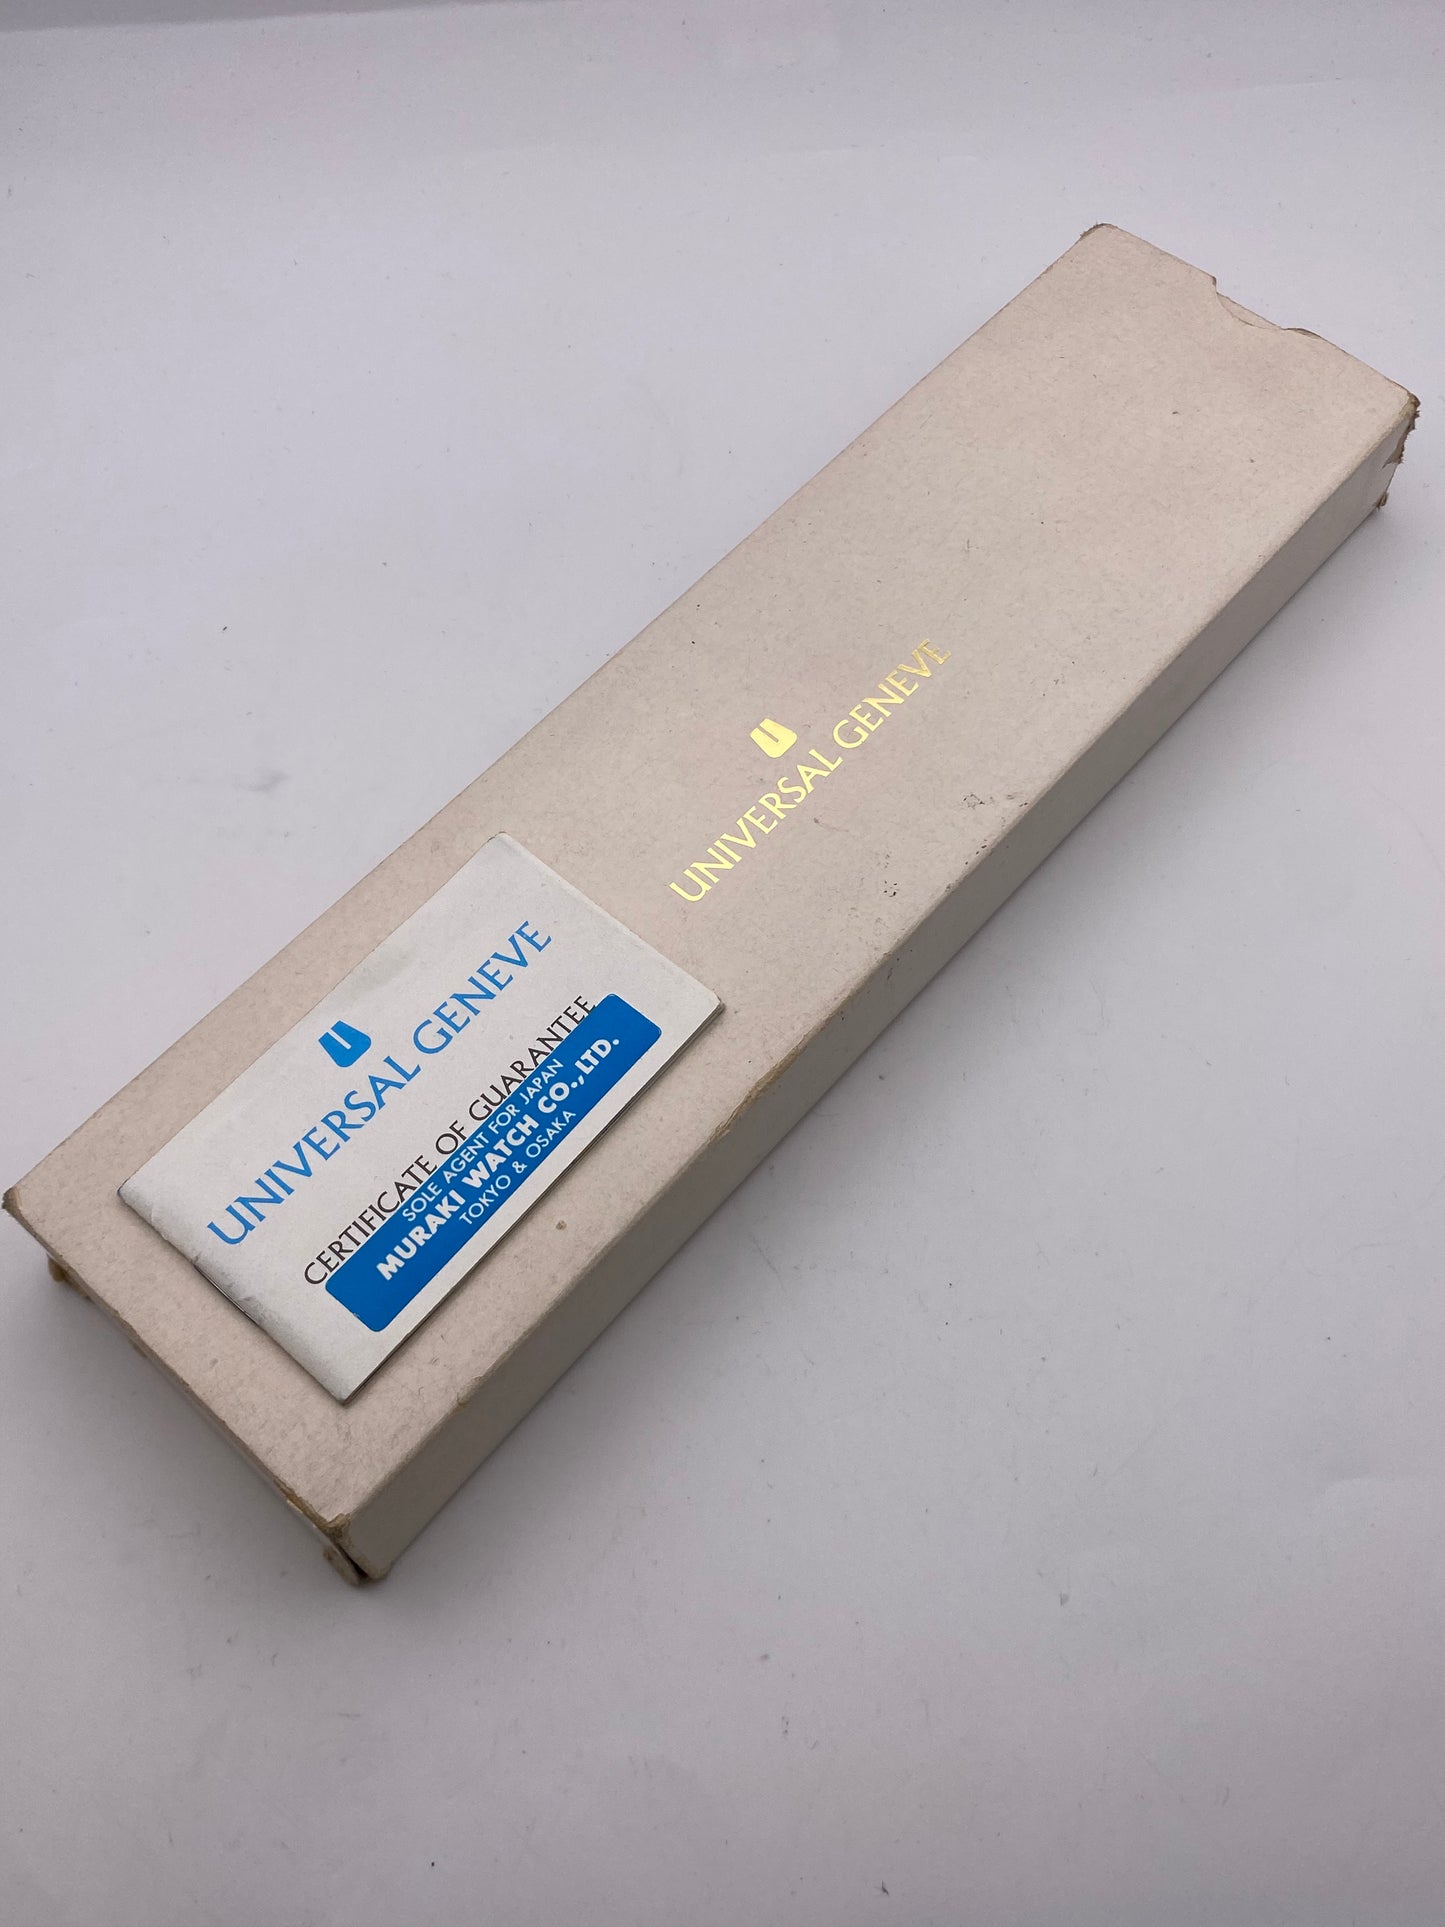 U
UNIVERSAL GENEVE
U
UNIVERSAL GENEVE
CERTIFICATE OF GUARANTEE
SOLE AGENT FOR JAPAN
MURAKI WATCH CO., LTD.
TOKYO & OSAKA